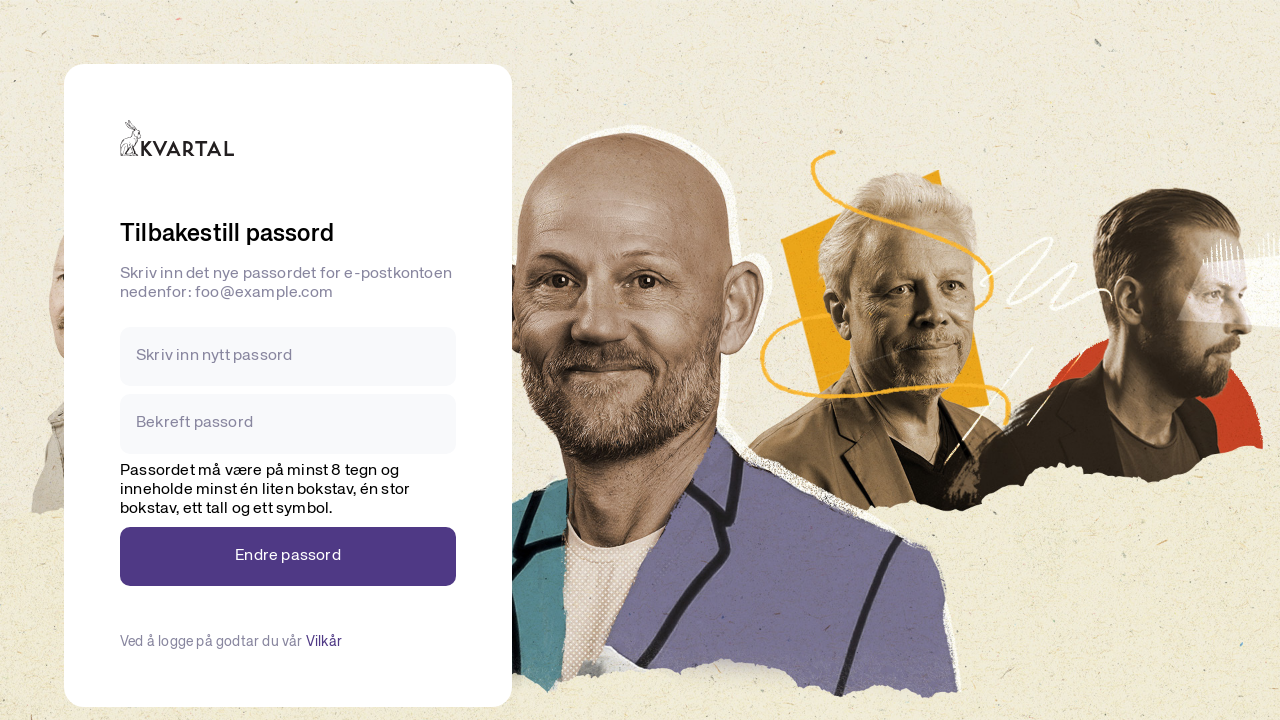 KVARTAL
Tilbakestill passord
Skriv inn det nye passordet for e-postkontoen
nedenfor: foo@example.com
Skriv inn nytt passord
Bekreft passord
Passordet må være på minst 8 tegn og
inneholde minst én liten bokstav, én stor
bokstav, ett tall og ett symbol.
Endre passord
Ved å logge på godtar du vår Vilkår